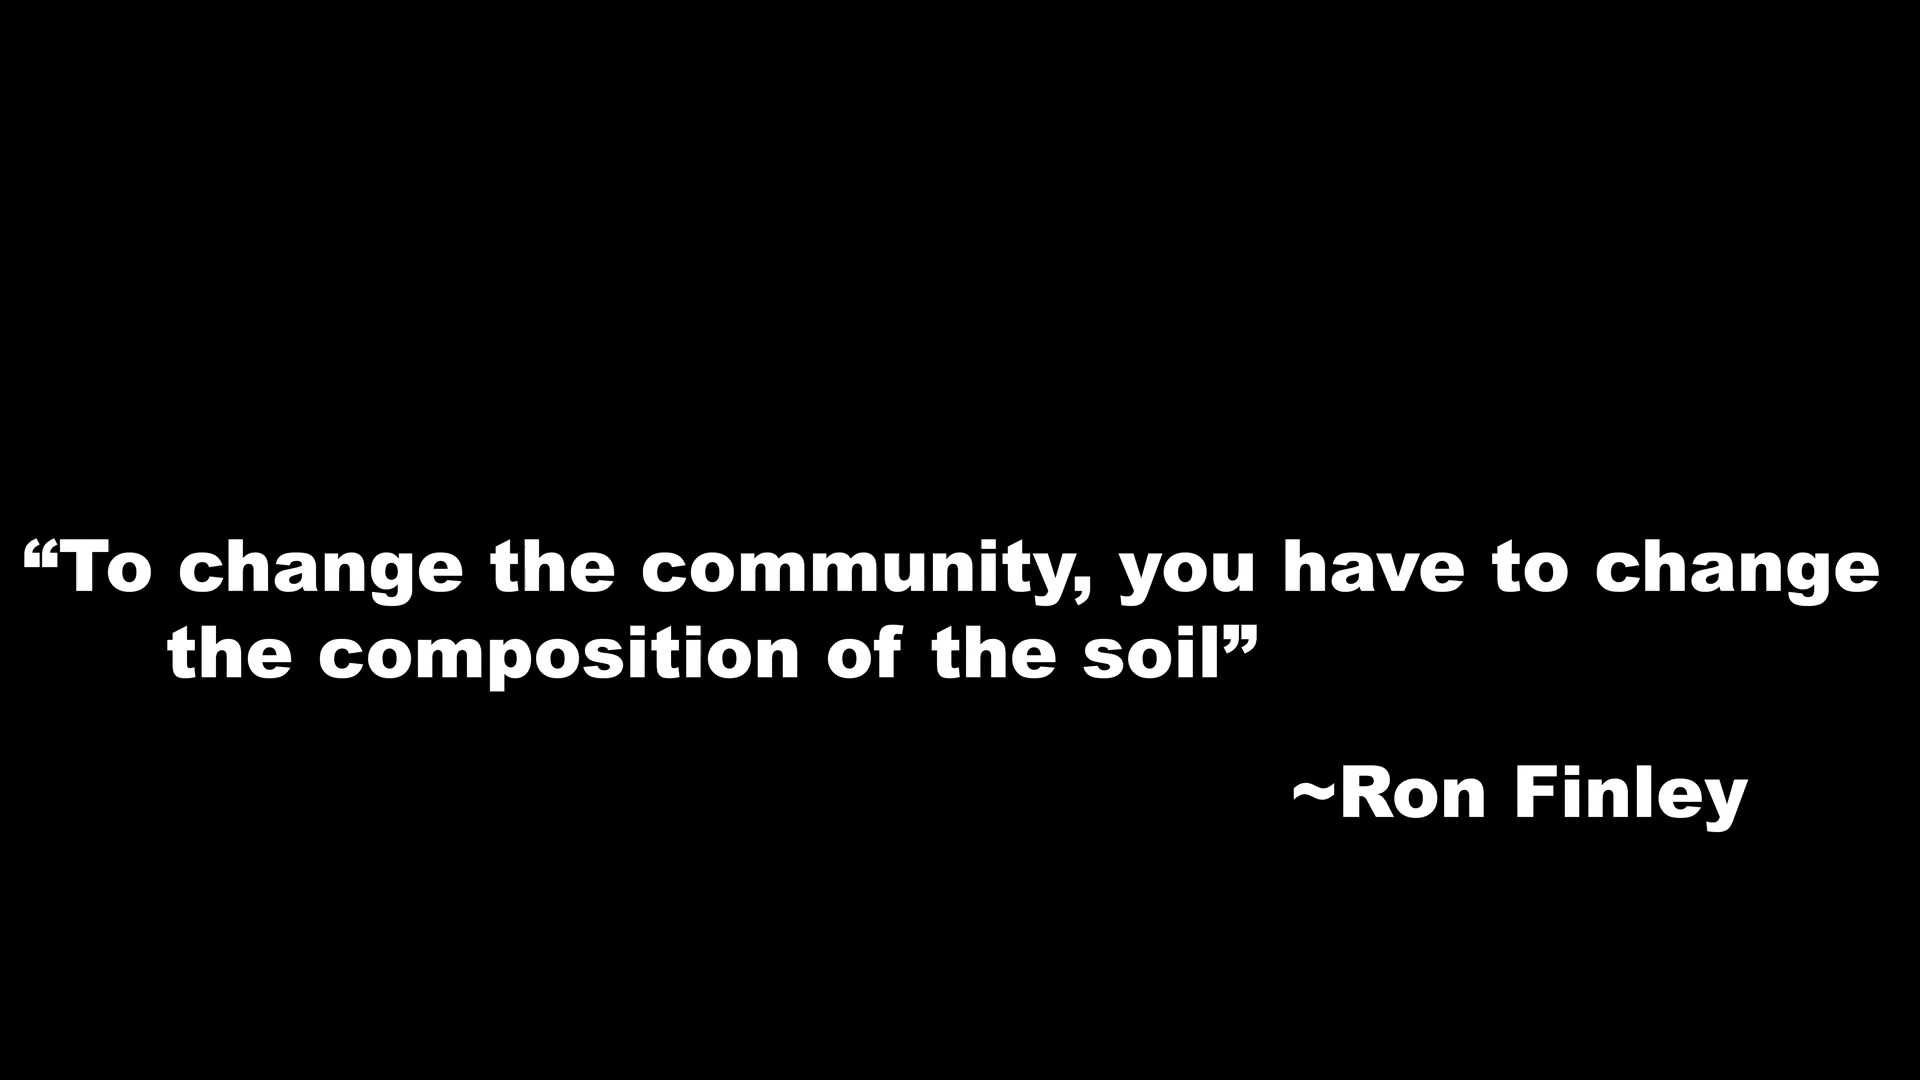 “To change the community, you have to change
the composition of the soil”
~Ron Finley